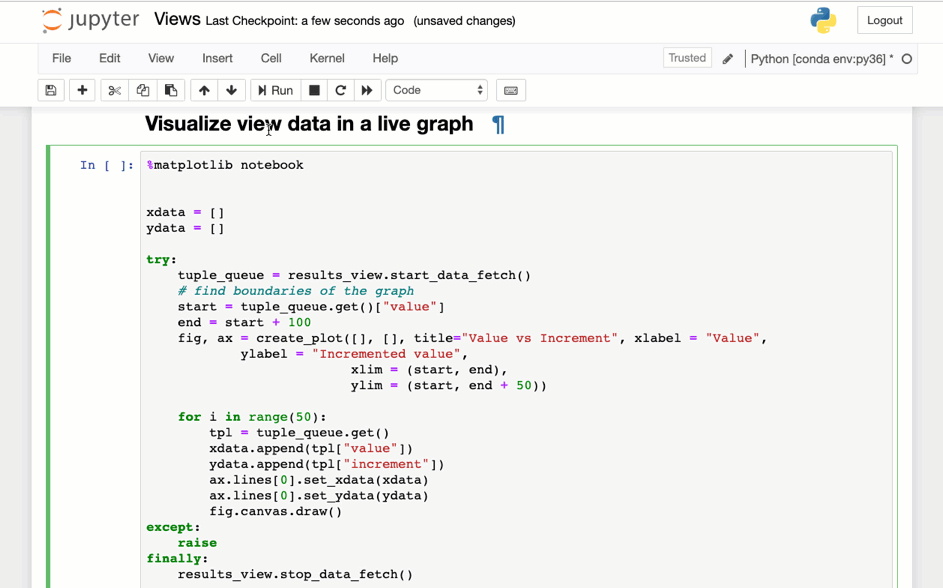 jupyter Views Last Checkpoint: a few seconds ago (unsaved changes) Logout
File Edit View Insert Cell Kernel Help Trusted Python [conda env:py36] *
Run Code
Visualize view data in a live graph ¶
In [ ]: %matplotlib notebook
xdata = []
ydata = []
try:
    tuple_queue = results_view.start_data_fetch()
    # find boundaries of the graph
    start = tuple_queue.get()["value"]
    end = start + 100
    fig, ax = create_plot([], [], title="Value vs Increment", xlabel = "Value",
            ylabel = "Incremented value",
                          xlim = (start, end),
                          ylim = (start, end + 50))
    for i in range(50):
        tpl = tuple_queue.get()
        xdata.append(tpl["value"])
        ydata.append(tpl["increment"])
        ax.lines[0].set_xdata(xdata)
        ax.lines[0].set_ydata(ydata)
        fig.canvas.draw()
except:
    raise
finally:
    results_view.stop_data_fetch()